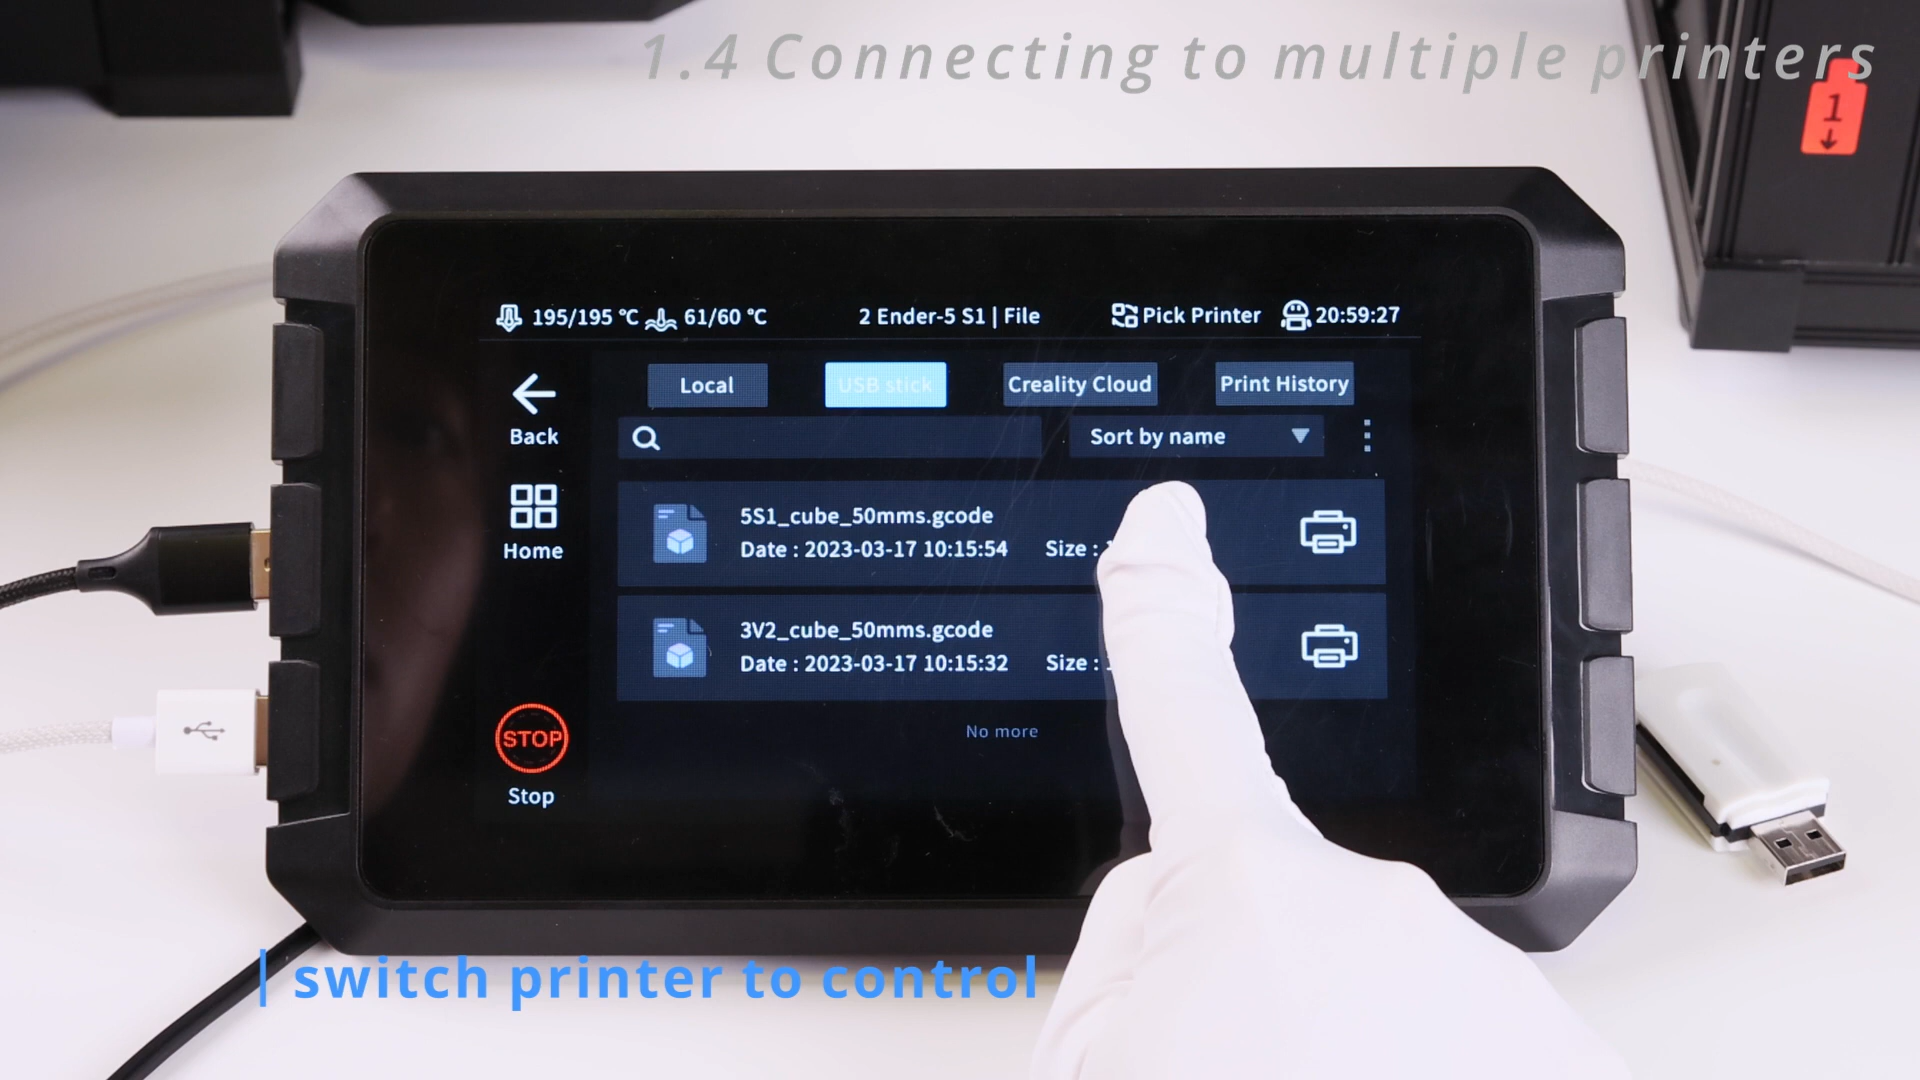 1.4 Connecting to multiple printers
1
195/195 °C 61/60 °C 2 Ender-5 S1 | File Pick Printer 20:59:27
Local USB stick Creality Cloud Print History
Back
Sort by name
Home
5S1_cube_50mms.gcode
Date : 2023-03-17 10:15:54 Size :
3V2_cube_50mms.gcode
Date : 2023-03-17 10:15:32 Size :
No more
STOP
Stop
| switch printer to control